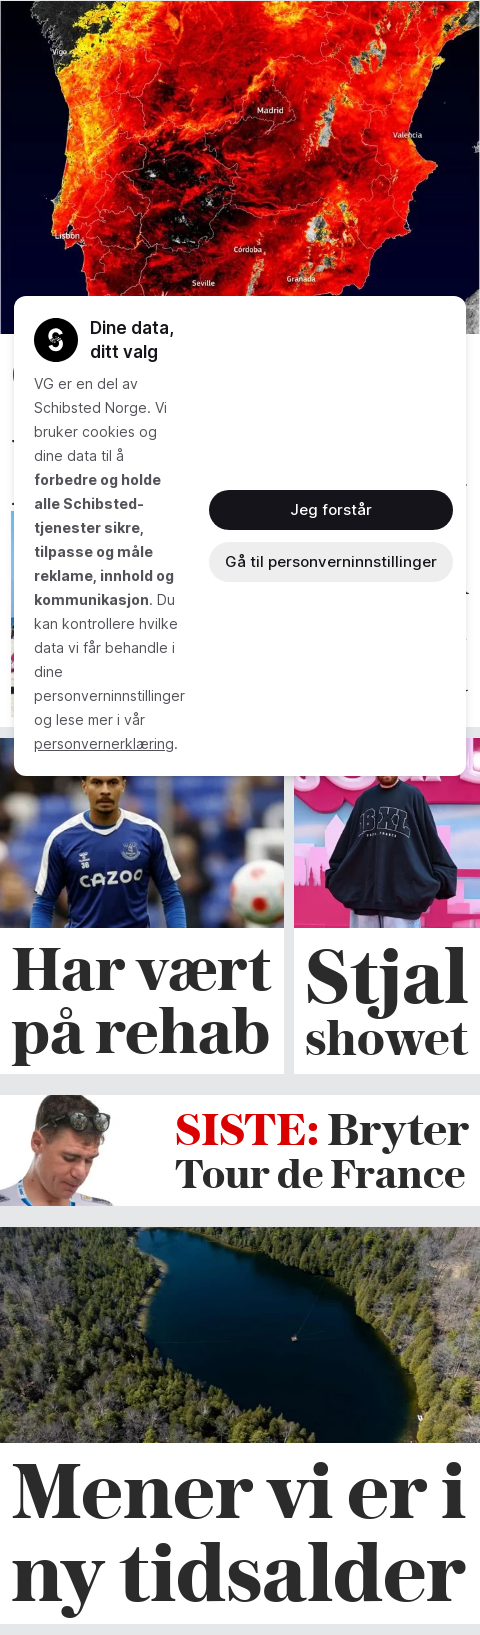 Vigo
Madrid
Valencia
Lisbon
Córdoba
Seville
Granada
Dine data,
ditt valg
VG er en del av
Schibsted Norge. Vi
bruker cookies og
dine data til å
forbedre og holde
alle Schibsted-
tjenester sikre,
tilpasse og måle
reklame, innhold og
kommunikasjon. Du
kan kontrollere hvilke
data vi får behandle i
dine
personverninnstillinger
og lese mer i vår
personvernerklæring.
Jeg forstår
Gå til personverninnstillinger
CAZOO
Har vært
på rehab
Stjal
showet
SISTE: Bryter
Tour de France
Mener vi er i
ny tidsalder